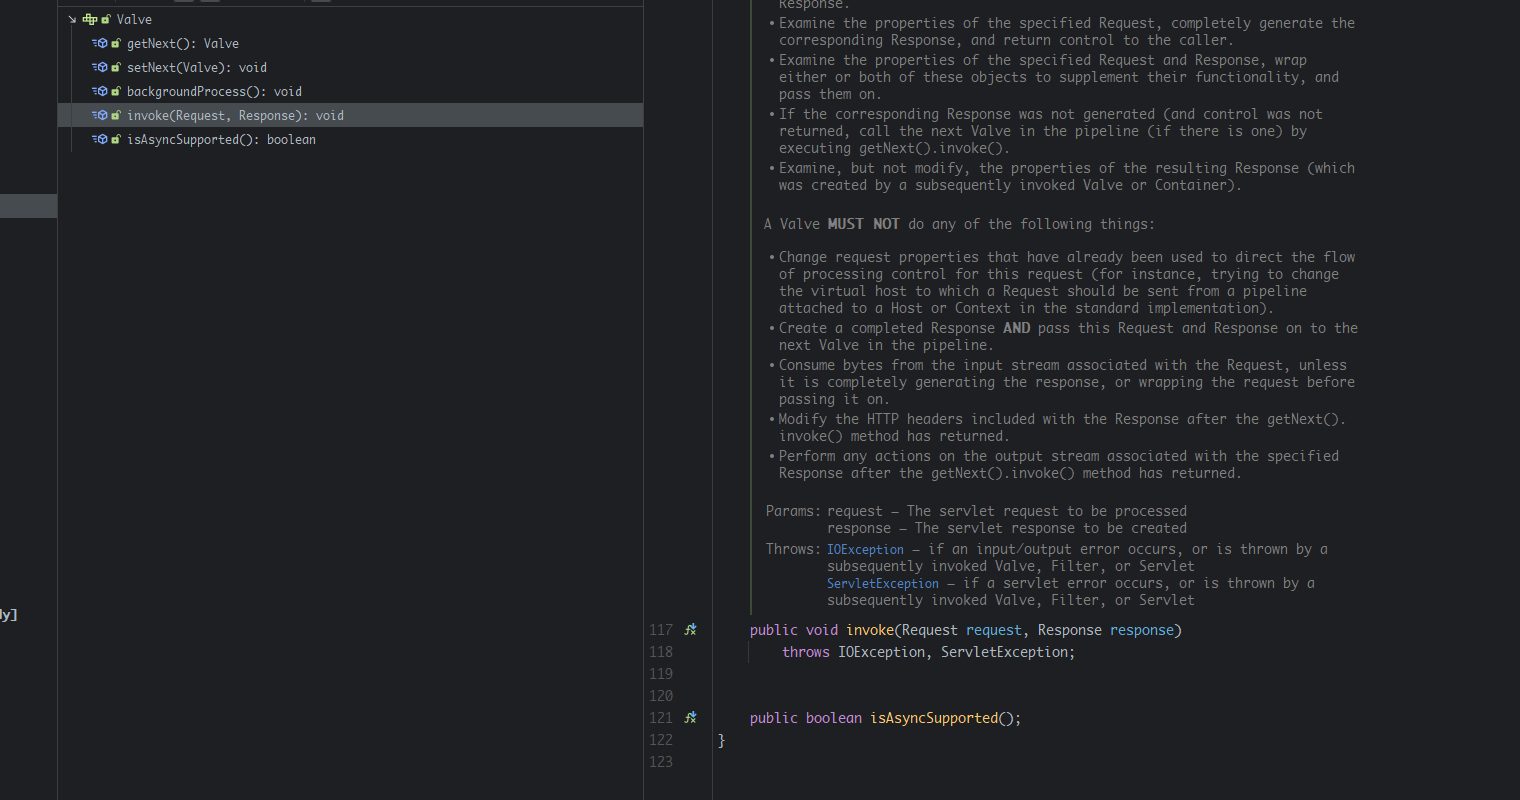 Valve
getNext(): Valve
setNext(Valve): void
backgroundProcess(): void
invoke(Request, Response): void
isAsyncSupported(): boolean
dy]
Response.
• Examine the properties of the specified Request, completely generate the
corresponding Response, and return control to the caller.
• Examine the properties of the specified Request and Response, wrap
either or both of these objects to supplement their functionality, and
pass them on.
• If the corresponding Response was not generated (and control was not
returned, call the next Valve in the pipeline (if there is one) by
executing getNext().invoke().
• Examine, but not modify, the properties of the resulting Response (which
was created by a subsequently invoked Valve or Container).
A Valve MUST NOT do any of the following things:
• Change request properties that have already been used to direct the flow
of processing control for this request (for instance, trying to change
the virtual host to which a Request should be sent from a pipeline
attached to a Host or Context in the standard implementation).
• Create a completed Response AND pass this Request and Response on to the
next Valve in the pipeline.
• Consume bytes from the input stream associated with the Request, unless
it is completely generating the response, or wrapping the request before
passing it on.
• Modify the HTTP headers included with the Response after the getNext().
invoke() method has returned.
• Perform any actions on the output stream associated with the specified
Response after the getNext().invoke() method has returned.
Params: request – The servlet request to be processed
response – The servlet response to be created
Throws: IOException – if an input/output error occurs, or is thrown by a
subsequently invoked Valve, Filter, or Servlet
ServletException – if a servlet error occurs, or is thrown by a
subsequently invoked Valve, Filter, or Servlet
117 public void invoke(Request request, Response response)
118 throws IOException, ServletException;
119
120
121 public boolean isAsyncSupported();
122 }
123